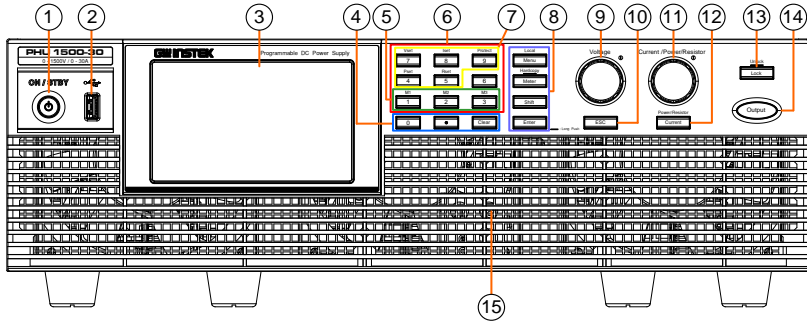 1 2 3 4 5 6 7 8 9 10 11 12 13 14
GW INSTEK Programmable DC Power Supply
PHU 1500-30
0 - 1500V / 0 - 30A
ON / STBY
Vset Iset Protect
7 8 9
Pset Rset
4 5 6
M1 M2 M3
1 2 3
0 • Clear
Local
Menu
Hardcopy
Meter
Shift
Enter
Long Push
Voltage
ESC
Current /Power/Resistor
Power/Resistor
Current
Unlock
Lock
Output
15